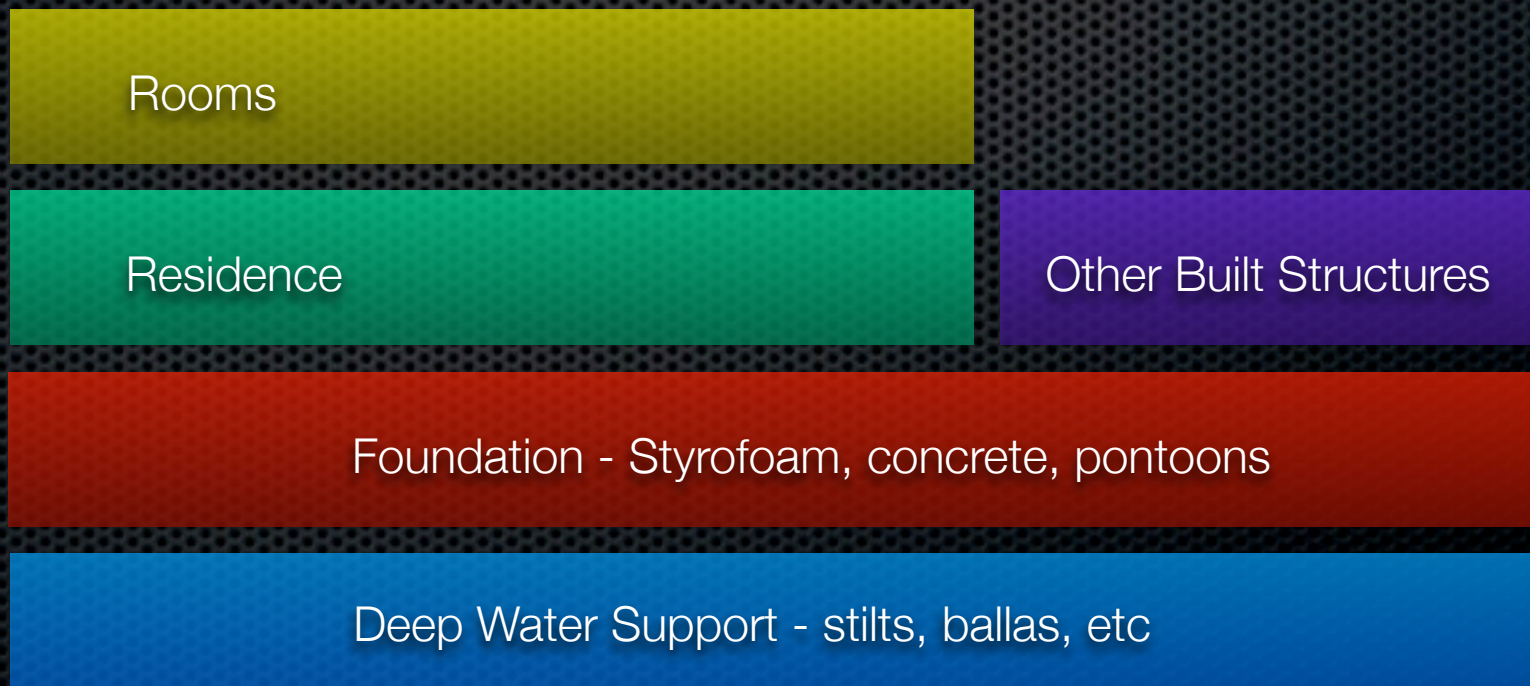 Rooms
Residence
Other Built Structures
Foundation - Styrofoam, concrete, pontoons
Deep Water Support - stilts, ballas, etc